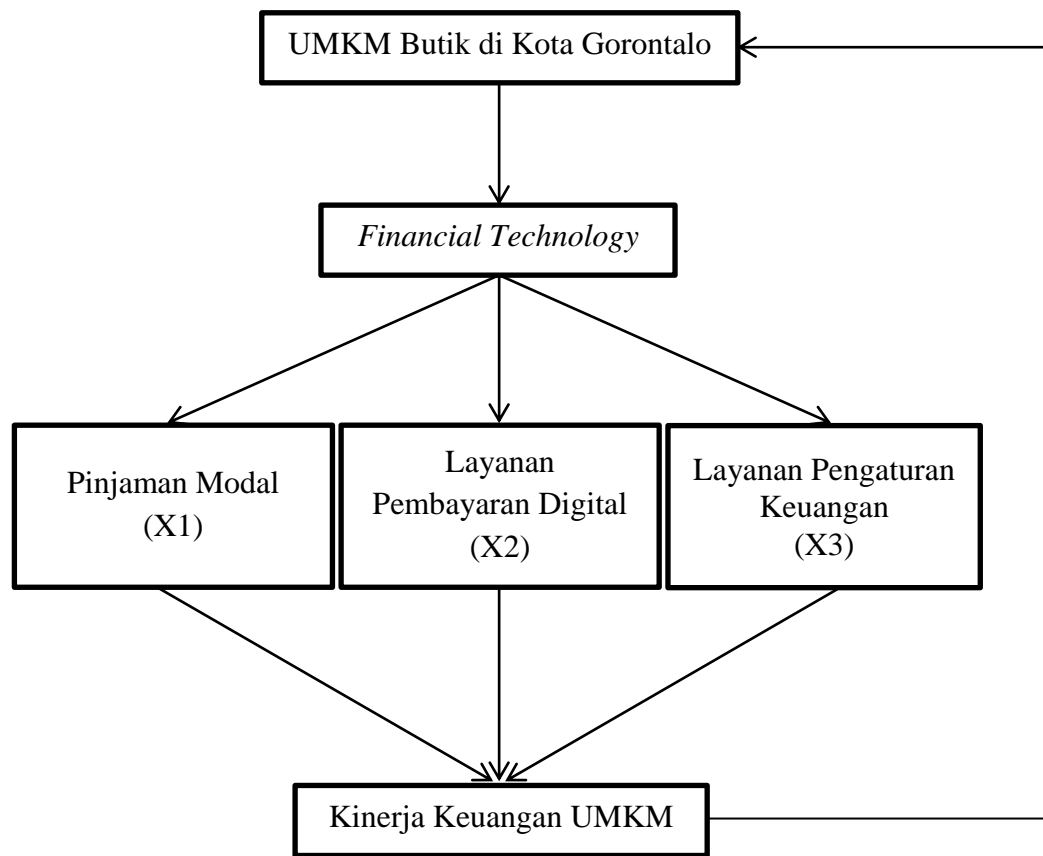 UMKM Butik di Kota Gorontalo
Financial Technology
Pinjaman Modal
(X1)
Layanan
Pembayaran Digital
(X2)
Layanan Pengaturan
Keuangan
(X3)
Kinerja Keuangan UMKM